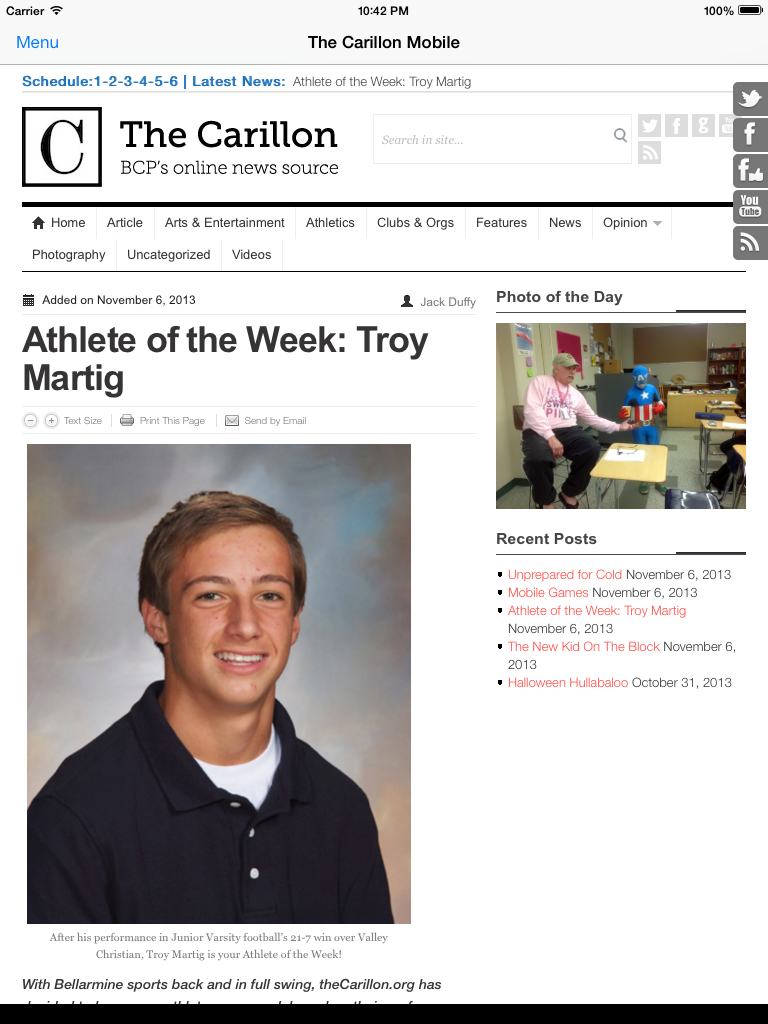 Carrier 10:42 PM 100%
Menu The Carillon Mobile
Schedule:1-2-3-4-5-6 | Latest News: Athlete of the Week: Troy Martig
C
The Carillon
BCP's online news source
Search in site...
f g You
Tube
Home Article Arts & Entertainment Athletics Clubs & Orgs Features News Opinion
Photography Uncategorized Videos
Added on November 6, 2013 Jack Duffy
Athlete of the Week: Troy
Martig
Text Size Print This Page Send by Email
After his performance in Junior Varsity football's 21-7 win over Valley
Christian, Troy Martig is your Athlete of the Week!
With Bellarmine sports back and in full swing, theCarillon.org has
Photo of the Day
Recent Posts
Unprepared for Cold November 6, 2013
Mobile Games November 6, 2013
Athlete of the Week: Troy Martig
November 6, 2013
The New Kid On The Block November 6,
2013
Halloween Hullabaloo October 31, 2013